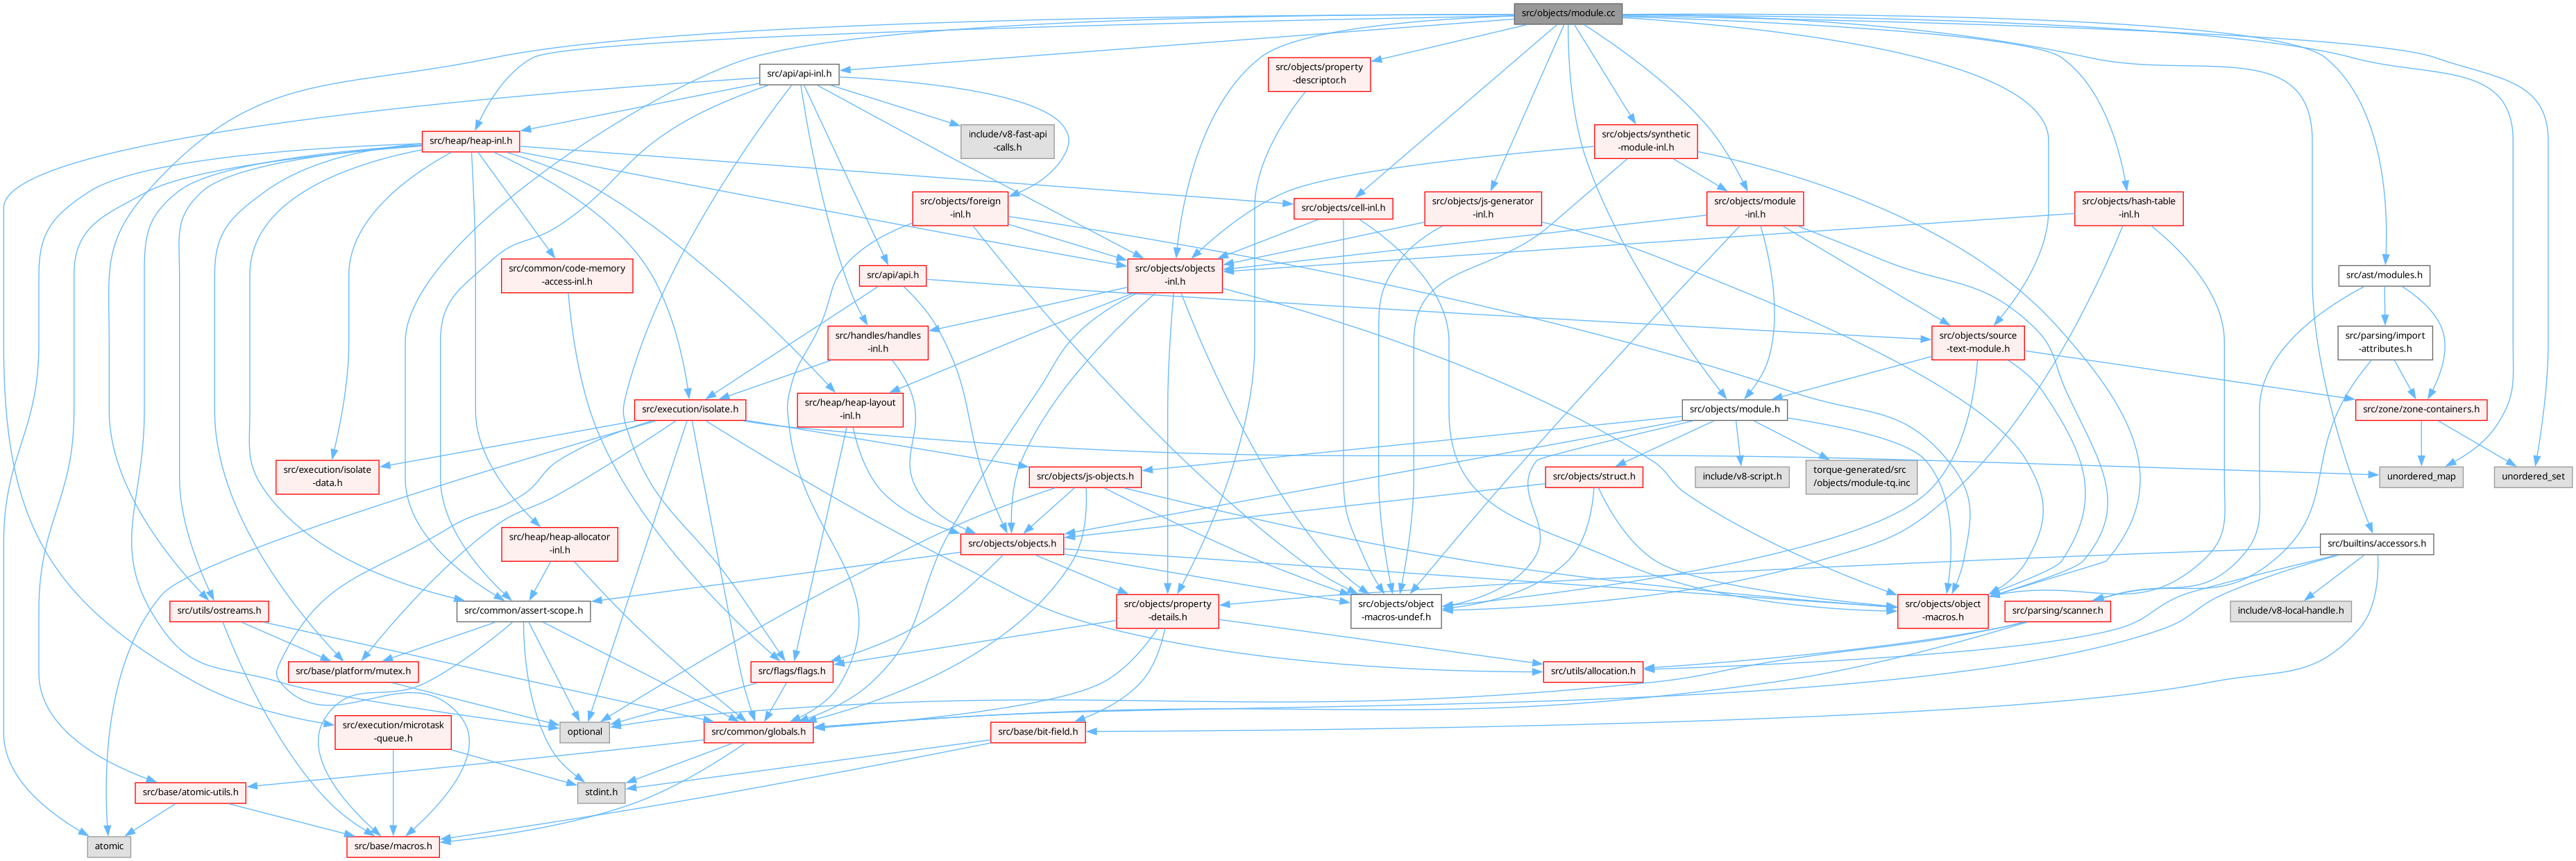 src/objects/module.cc
src/api/api-inl.h
src/objects/property
-descriptor.h
src/heap/heap-inl.h
include/v8-fast-api
-calls.h
src/objects/synthetic
-module-inl.h
src/objects/foreign
-inl.h
src/objects/cell-inl.h
src/objects/js-generator
-inl.h
src/objects/module
-inl.h
src/objects/hash-table
-inl.h
src/common/code-memory
-access-inl.h
src/api/api.h
src/objects/objects
-inl.h
src/ast/modules.h
src/handles/handles
-inl.h
src/objects/source
-text-module.h
src/parsing/import
-attributes.h
src/execution/isolate.h
src/heap/heap-layout
-inl.h
src/objects/module.h
src/zone/zone-containers.h
src/execution/isolate
-data.h
src/objects/js-objects.h
src/objects/struct.h
include/v8-script.h
torque-generated/src
/objects/module-tq.inc
unordered_map
unordered_set
src/heap/heap-allocator
-inl.h
src/objects/objects.h
src/builtins/accessors.h
src/utils/ostreams.h
src/common/assert-scope.h
src/objects/property
-details.h
src/objects/object
-macros-undef.h
src/objects/object
-macros.h
src/parsing/scanner.h
include/v8-local-handle.h
src/base/platform/mutex.h
src/flags/flags.h
src/utils/allocation.h
src/execution/microtask
-queue.h
optional
src/common/globals.h
src/base/bit-field.h
src/base/atomic-utils.h
stdint.h
atomic
src/base/macros.h